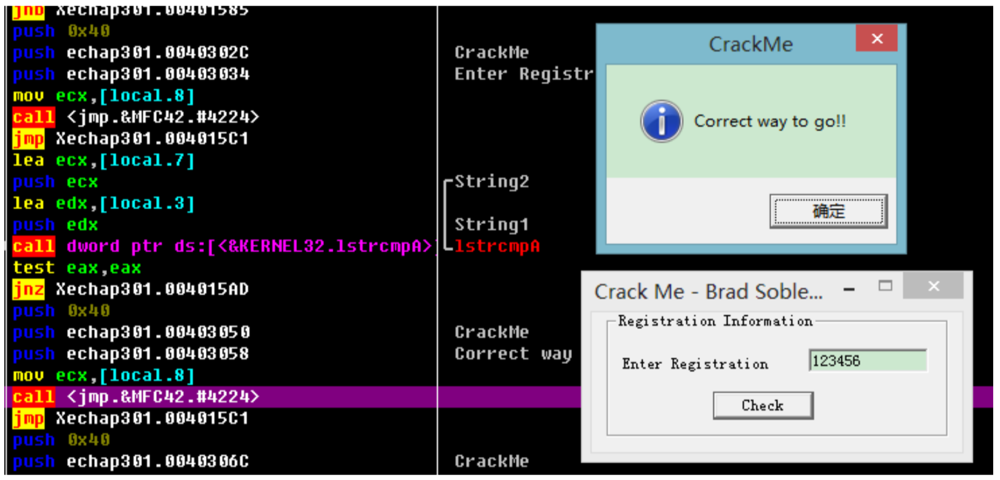 jnb Xechap301.00401585
push 0x40
push echap301.0040302C
CrackMe
push echap301.00403034
Enter Registr
mov ecx,[local.8]
call <jmp.&MFC42.#4224>
jmp Xechap301.004015C1
lea ecx,[local.7]
push ecx
String2
lea edx,[local.3]
push edx
String1
call dword ptr ds:[<&KERNEL32.lstrcmpA>]
lstrcmpA
test eax,eax
jnz Xechap301.004015AD
push 0x40
push echap301.00403050
CrackMe
push echap301.00403058
Correct way
mov ecx,[local.8]
call <jmp.&MFC42.#4224>
jmp Xechap301.004015C1
push 0x40
push echap301.0040306C
CrackMe
CrackMe
Correct way to go!!
确定
Crack Me - Brad Soble...
Registration Information
Enter Registration
123456
Check